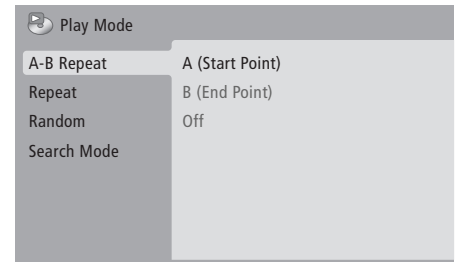 Play Mode
A-B Repeat
Repeat
Random
Search Mode
A (Start Point)
B (End Point)
Off